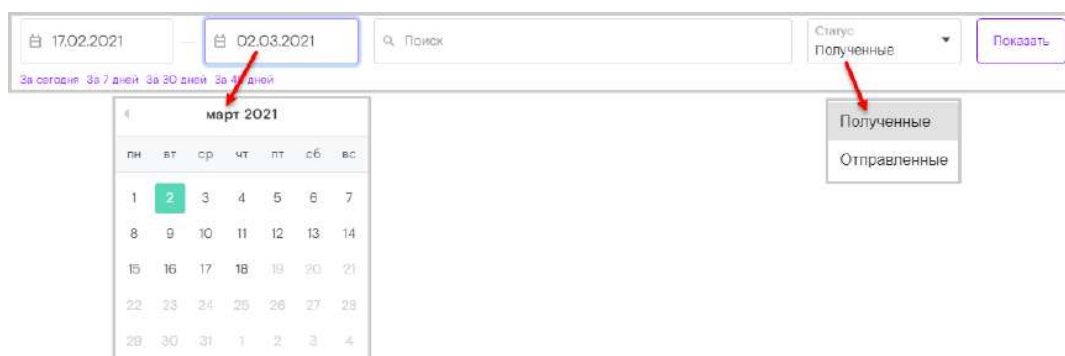 17.02.2021 — 02.03.2021 Поиск Статус Полученные Показать
За сегодня За 7 дней За 30 дней За 45 дней
март 2021
пн вт ср чт пт сб вс
1 2 3 4 5 6 7
8 9 10 11 12 13 14
15 16 17 18 19 20 21
22 23 24 25 26 27 28
29 30 31 1 2 3 4
Полученные
Отправленные